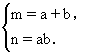 m = a + b,
n = ab.